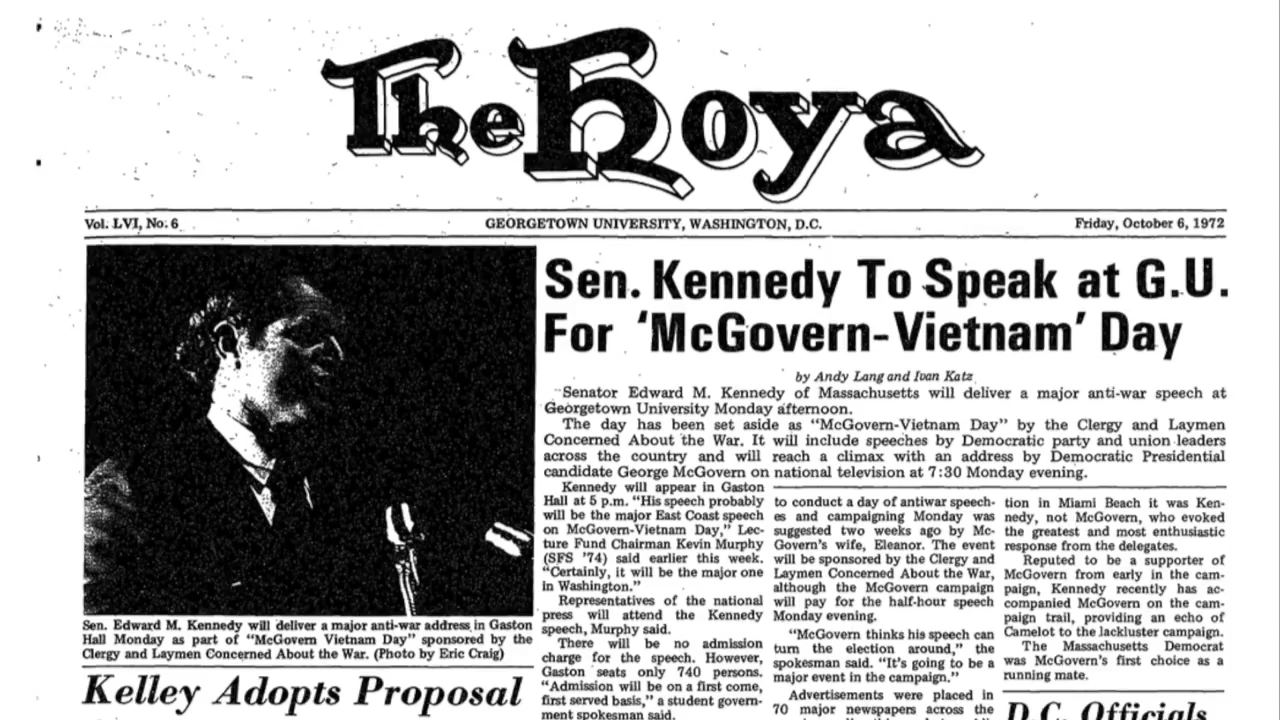 The Hoya
Vol. LVI, No. 6
GEORGETOWN UNIVERSITY, WASHINGTON, D.C.
Friday, October 6, 1972
Sen. Kennedy To Speak at G.U.
For 'McGovern-Vietnam' Day
by Andy Lang and Ivan Katz
Senator Edward M. Kennedy of Massachusetts will deliver a major anti-war speech at
Georgetown University Monday afternoon.
The day has been set aside as "McGovern-Vietnam Day" by the Clergy and Laymen
Concerned About the War. It will include speeches by Democratic party and union leaders
across the country and will reach a climax with an address by Democratic Presidential
candidate George McGovern on national television at 7:30 Monday evening.
Kennedy will appear in Gaston
Hall at 5 p.m. "His speech probably
will be the major East Coast speech
on McGovern-Vietnam Day," Lec-
ture Fund Chairman Kevin Murphy
(SFS '74) said earlier this week.
"Certainly, it will be the major one
in Washington."
Representatives of the national
press will attend the Kennedy
speech, Murphy said.
There will be no admission
charge for the speech. However,
Gaston seats only 740 persons.
"Admission will be on a first come,
first served basis," a student govern-
ment spokesman said.
to conduct a day of antiwar speech-
es and campaigning Monday was
suggested two weeks ago by Mc-
Govern's wife, Eleanor. The event
will be sponsored by the Clergy and
Laymen Concerned About the War,
although the McGovern campaign
will pay for the half-hour speech
Monday evening.
"McGovern thinks his speech can
turn the election around," the
spokesman said. "It's going to be a
major event in the campaign."
Advertisements were placed in
70 major newspapers across the
tion in Miami Beach it was Ken-
nedy, not McGovern, who evoked
the greatest and most enthusiastic
response from the delegates.
Reputed to be a supporter of
McGovern from early in the cam-
paign, Kennedy recently has ac-
companied McGovern on the cam-
paign trail, providing an echo of
Camelot to the lackluster campaign.
The Massachusetts Democrat
was McGovern's first choice as a
running mate.
Sen. Edward M. Kennedy will deliver a major anti-war address in Gaston
Hall Monday as part of "McGovern Vietnam Day" sponsored by the
Clergy and Laymen Concerned About the War. (Photo by Eric Craig)
Kelley Adopts Proposal
D.C. Officials